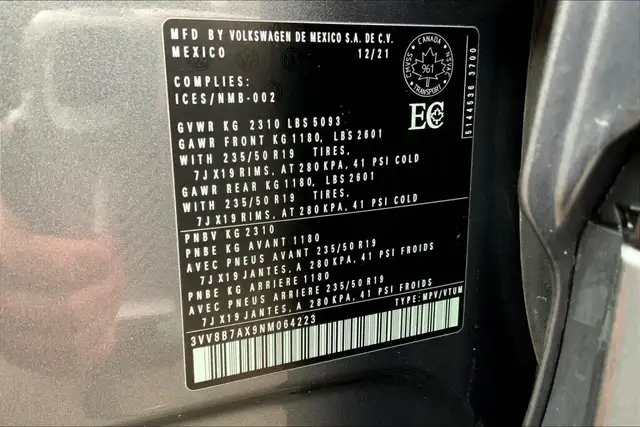 MFD BY VOLKSWAGEN DE MEXICO S.A. DE C.V.
MEXICO 12/21
CANADA
961
TRANSPORT
CVMSS
NSVAC
COMPLIES:
ICES/NMB-002
EC
5144536 3700
GVWR KG 2310 LBS 5093
GAWR FRONT KG 1180, LBS 2601
WITH 235/50 R19 TIRES,
7J X19 RIMS, AT 280 KPA, 41 PSI COLD
GAWR REAR KG 1180, LBS 2601
WITH 235/50 R19 TIRES,
7J X19 RIMS, AT 280 KPA, 41 PSI COLD
PNBV KG 2310
PNBE KG AVANT 1180
AVEC PNEUS AVANT 235/50 R19
7J X19 JANTES, A 280 KPA, 41 PSI FROIDS
PNBE KG ARRIERE 1180
AVEC PNEUS ARRIERE 235/50 R19
7J X19 JANTES, A 280 KPA, 41 PSI FROIDS
TYPE: MPV/VTUM
3VV8B7AX9NM064223